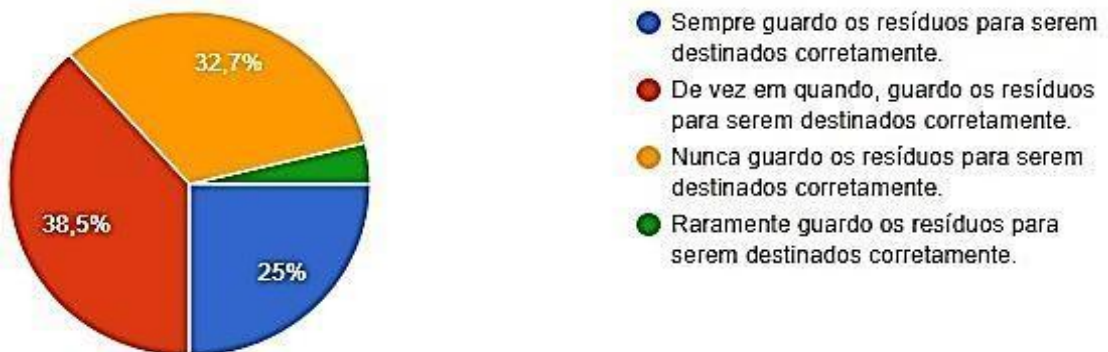 32,7%
38,5%
25%
Sempre guardo os resíduos para serem
destinados corretamente.
De vez em quando, guardo os resíduos
para serem destinados corretamente.
Nunca guardo os resíduos para serem
destinados corretamente.
Raramente guardo os resíduos para
serem destinados corretamente.